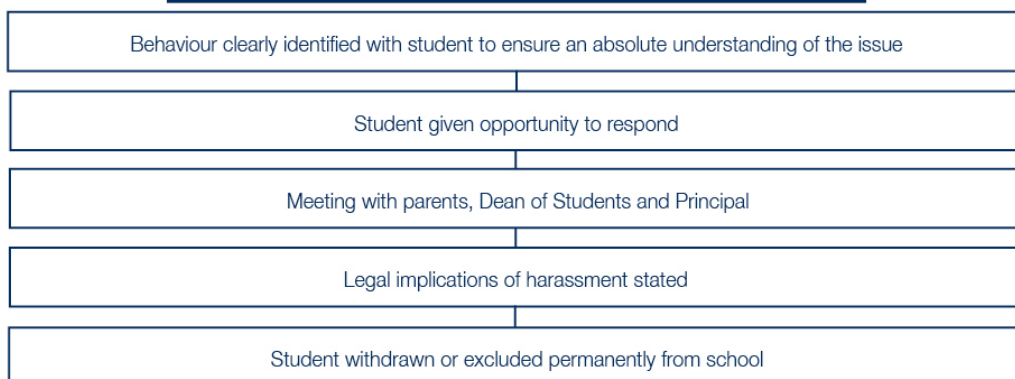 Behaviour clearly identified with student to ensure an absolute understanding of the issue
Student given opportunity to respond
Meeting with parents, Dean of Students and Principal
Legal implications of harassment stated
Student withdrawn or excluded permanently from school